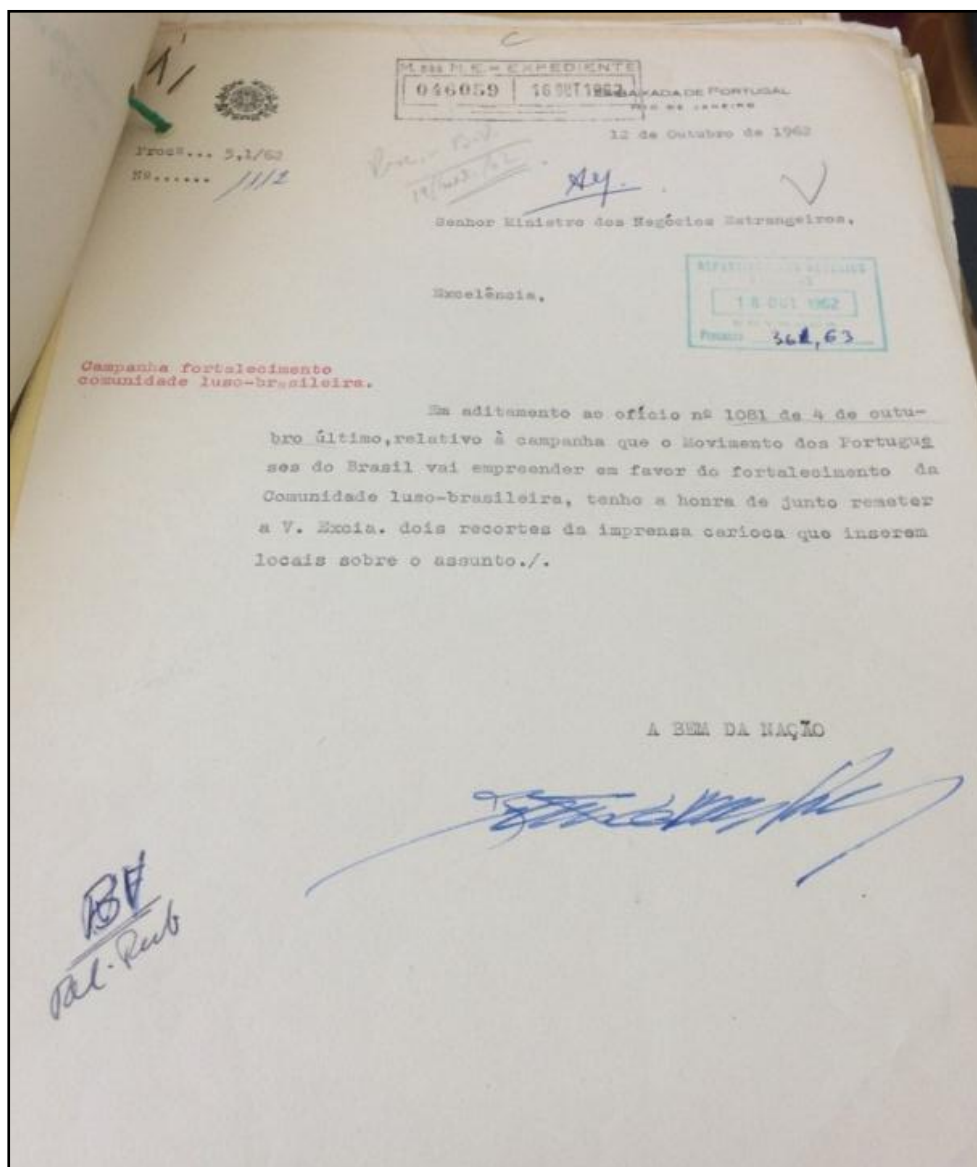 1/
M. DOS N. E. - EXPEDIENTE
046059 16 OUT 1962
EMBAIXADA DE PORTUGAL
RIO DE JANEIRO
12 de Outubro de 1962
Procº... 5,1/62
Nº...... 1112
Senhor Ministro dos Negócios Estrangeiros,
Excelência,
18 OUT 1962
Campanha fortalecimento
comunidade luso-brasileira.
Em aditamento ao ofício nº 1081 de 4 de outu-
bro último,relativo à campanha que o Movimento dos Portugue
ses do Brasil vai empreender em favor do fortalecimento da
Comunidade luso-brasileira, tenho a honra de junto remeter
a V. Excia. dois recortes da imprensa carioca que inserem
locais sobre o assunto./.
A BEM DA NAÇÃO